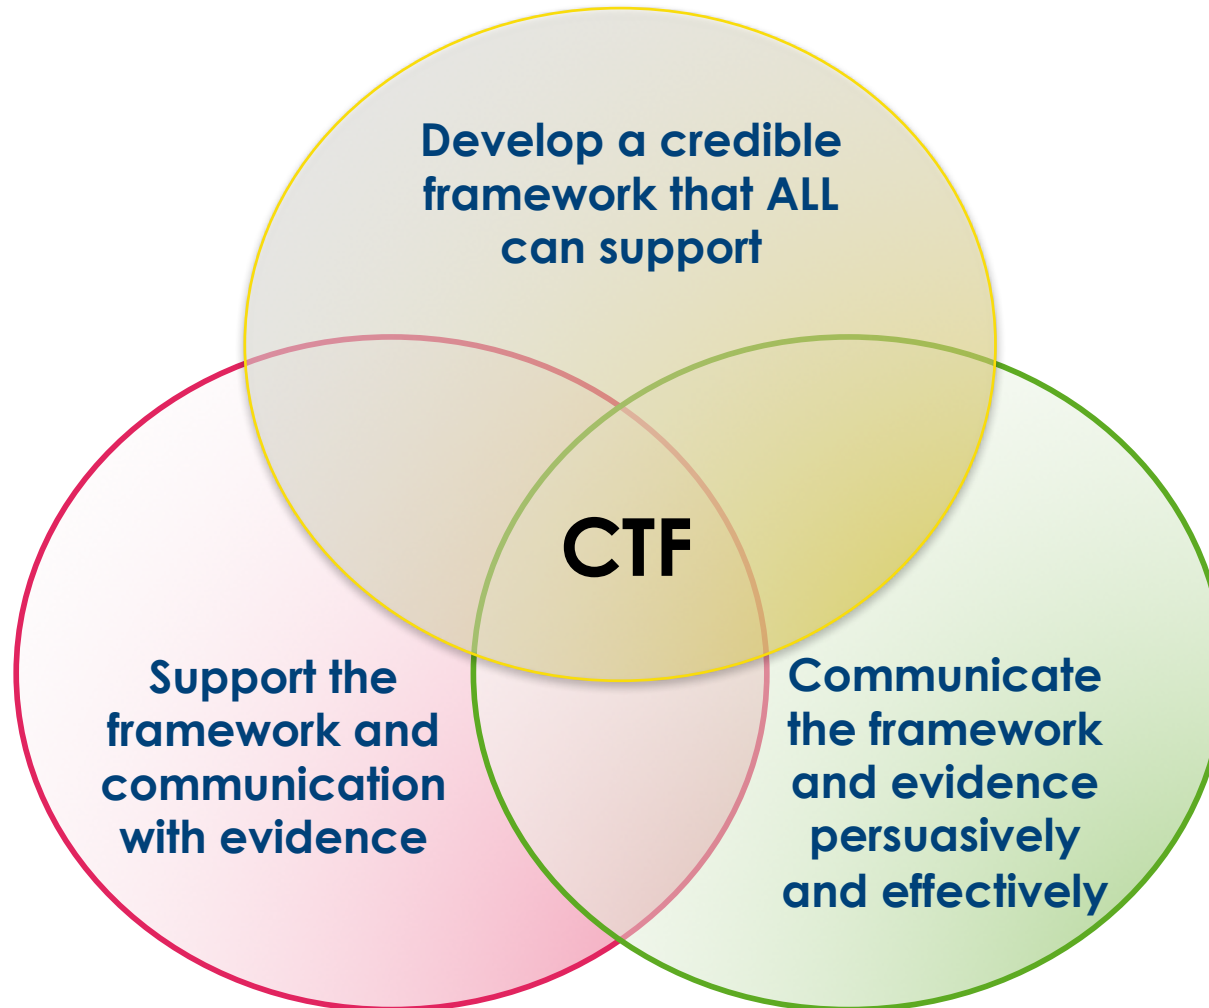 Develop a credible
framework that ALL
can support
CTF
Support the
framework and
communication
with evidence
Communicate
the framework
and evidence
persuasively
and effectively